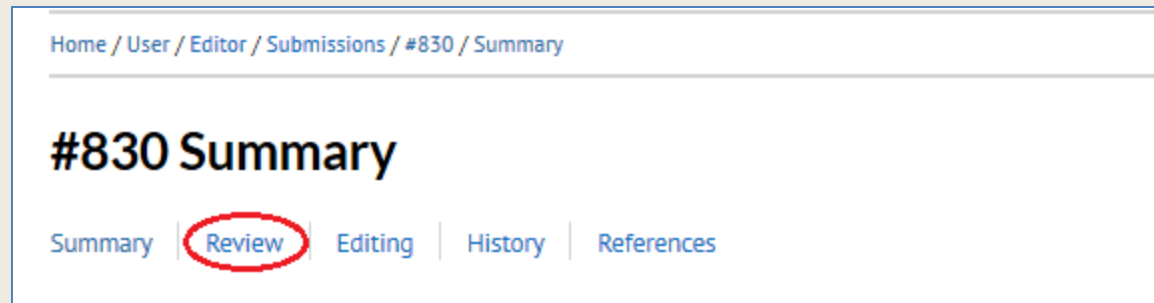 Home / User / Editor / Submissions / #830 / Summary
#830 Summary
Summary Review Editing History References